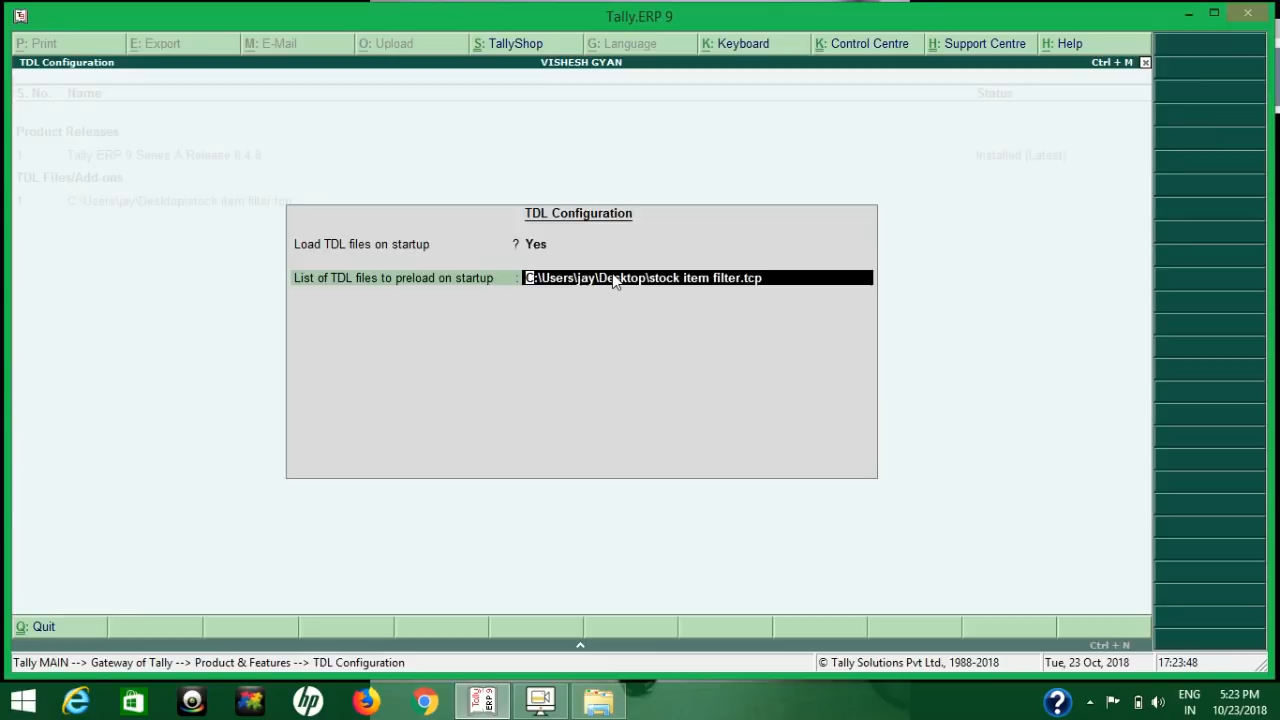 Tally.ERP 9
P: Print E: Export M: E-Mail O: Upload S: TallyShop G: Language K: Keyboard K: Control Centre H: Support Centre H: Help
TDL Configuration VISHESH GYAN Ctrl + M
S. No. Name Status
Product Releases
1 Tally ERP 9 Series A Release 6.4.8 Installed (Latest)
TDL Files/Add-ons
1 C:\Users\jay\Desktop\stock item filter.tcp
TDL Configuration
Load TDL files on startup ? Yes
List of TDL files to preload on startup : C:\Users\jay\Desktop\stock item filter.tcp
Q: Quit
Ctrl + N
Tally MAIN --> Gateway of Tally --> Product & Features --> TDL Configuration © Tally Solutions Pvt Ltd., 1988-2018 Tue, 23 Oct, 2018 17:23:48
hp TALLY ERP 9 ? ENG 5:23 PM
IN 10/23/2018